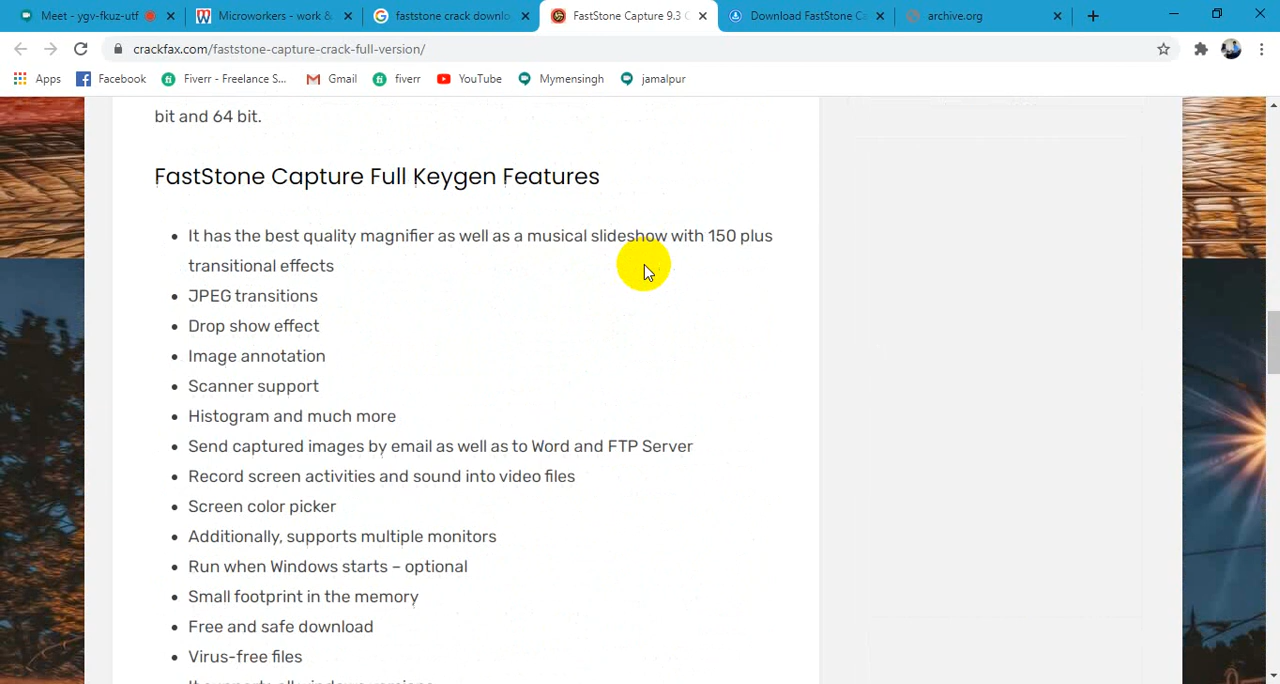 Meet - ygv-fkuz-utf
Microworkers - work &
faststone crack downlo
FastStone Capture 9.3 C
Download FastStone Ca
archive.org
crackfax.com/faststone-capture-crack-full-version/
Apps
Facebook
Fiverr - Freelance S...
Gmail
fiverr
YouTube
Mymensingh
jamalpur
bit and 64 bit.
FastStone Capture Full Keygen Features
• It has the best quality magnifier as well as a musical slideshow with 150 plus
transitional effects
• JPEG transitions
• Drop show effect
• Image annotation
• Scanner support
• Histogram and much more
• Send captured images by email as well as to Word and FTP Server
• Record screen activities and sound into video files
• Screen color picker
• Additionally, supports multiple monitors
• Run when Windows starts – optional
• Small footprint in the memory
• Free and safe download
• Virus-free files